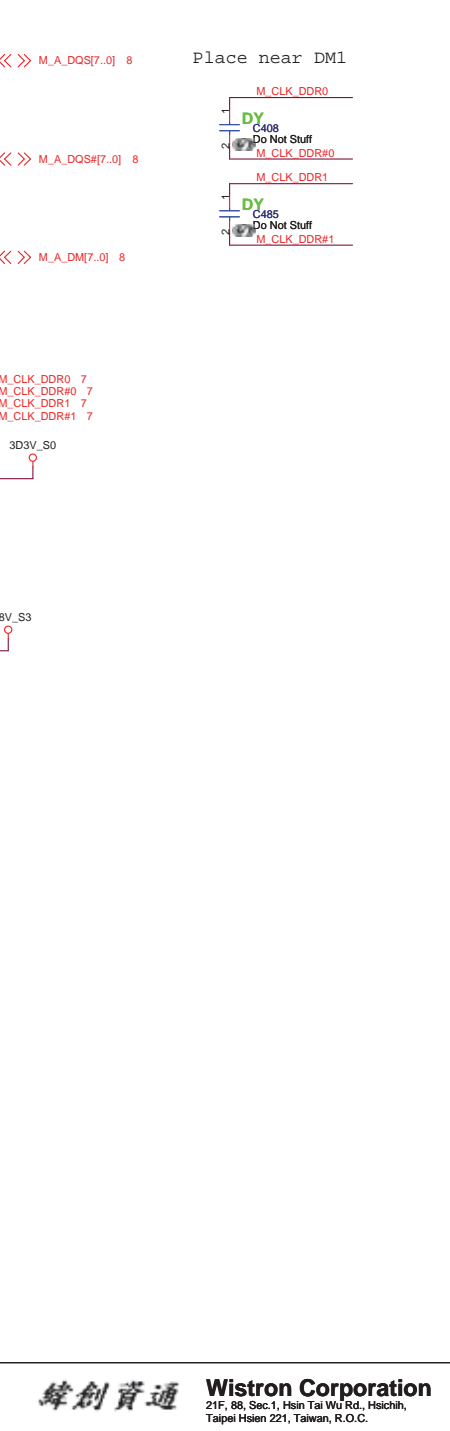 M_A_DQS[7..0] 8
Place near DM1
M_CLK_DDR0
1
DY
C408
Do Not Stuff
2
M_CLK_DDR#0
M_A_DQS#[7..0] 8
M_CLK_DDR1
1
DY
C485
Do Not Stuff
2
M_CLK_DDR#1
M_A_DM[7..0] 8
M_CLK_DDR0 7
M_CLK_DDR#0 7
M_CLK_DDR1 7
M_CLK_DDR#1 7
3D3V_S0
8V_S3
緯創資通
Wistron Corporation
21F, 88, Sec.1, Hsin Tai Wu Rd., Hsichih,
Taipei Hsien 221, Taiwan, R.O.C.